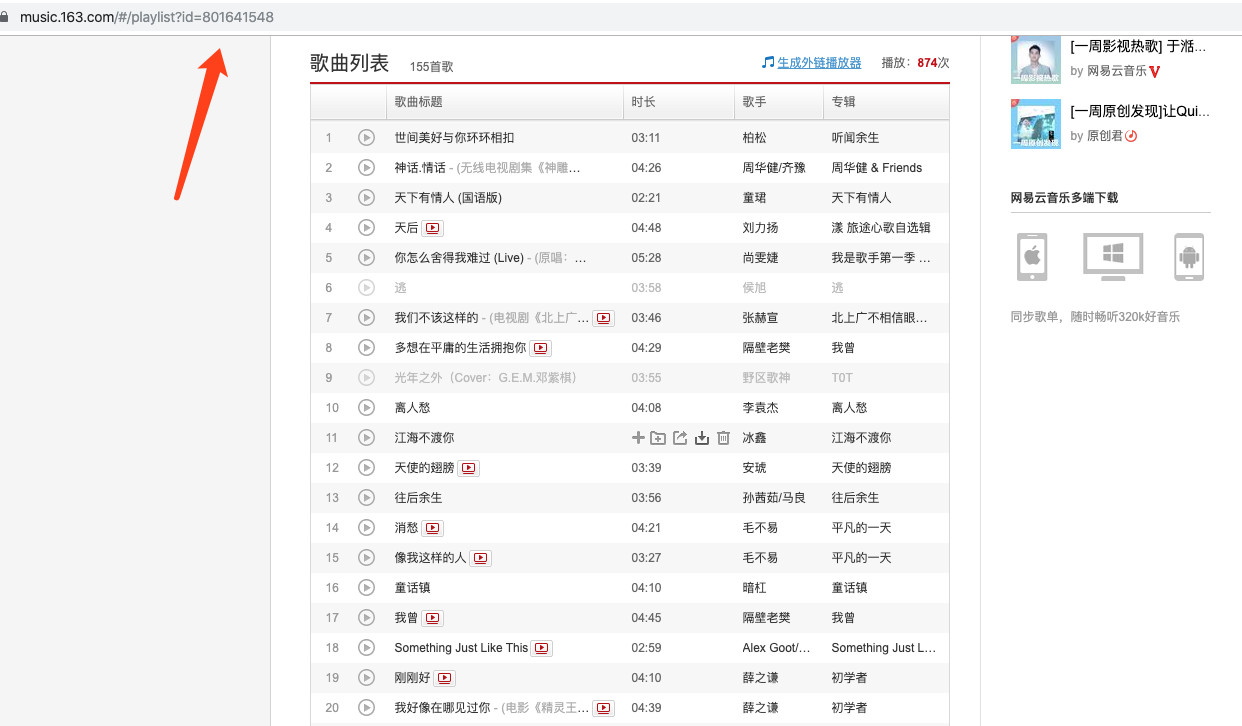 music.163.com/#/playlist?id=801641548
歌曲列表 155首歌 生成外链播放器 播放：874次
歌曲标题 时长 歌手 专辑
1 世间美好与你环环相扣 03:11 柏松 听闻余生
2 神话.情话 - (无线电视剧集《神雕... 04:26 周华健/齐豫 周华健 & Friends
3 天下有情人 (国语版) 02:21 童珺 天下有情人
4 天后 04:48 刘力扬 漾 旅途心歌自选辑
5 你怎么舍得我难过 (Live) - (原唱： ... 05:28 尚雯婕 我是歌手第一季 ...
6 逃 03:58 侯旭 逃
7 我们不该这样的 - (电视剧《北上广... 03:46 张赫宣 北上广不相信眼...
8 多想在平庸的生活拥抱你 04:29 隔壁老樊 我曾
9 光年之外（Cover：G.E.M.邓紫棋） 03:55 野区歌神 T0T
10 离人愁 04:08 李袁杰 离人愁
11 江海不渡你 冰鑫 江海不渡你
12 天使的翅膀 03:39 安琥 天使的翅膀
13 往后余生 03:56 孙茜茹/马良 往后余生
14 消愁 04:21 毛不易 平凡的一天
15 像我这样的人 03:27 毛不易 平凡的一天
16 童话镇 04:10 暗杠 童话镇
17 我曾 04:45 隔壁老樊 我曾
18 Something Just Like This 02:59 Alex Goot/... Something Just L...
19 刚刚好 04:10 薛之谦 初学者
20 我好像在哪见过你 - (电影《精灵王... 04:39 薛之谦 初学者
一周影视热歌
[一周影视热歌] 于湉...
by 网易云音乐
一周原创发现
[一周原创发现]让Qui...
by 原创君
网易云音乐多端下载
同步歌单，随时畅听320k好音乐